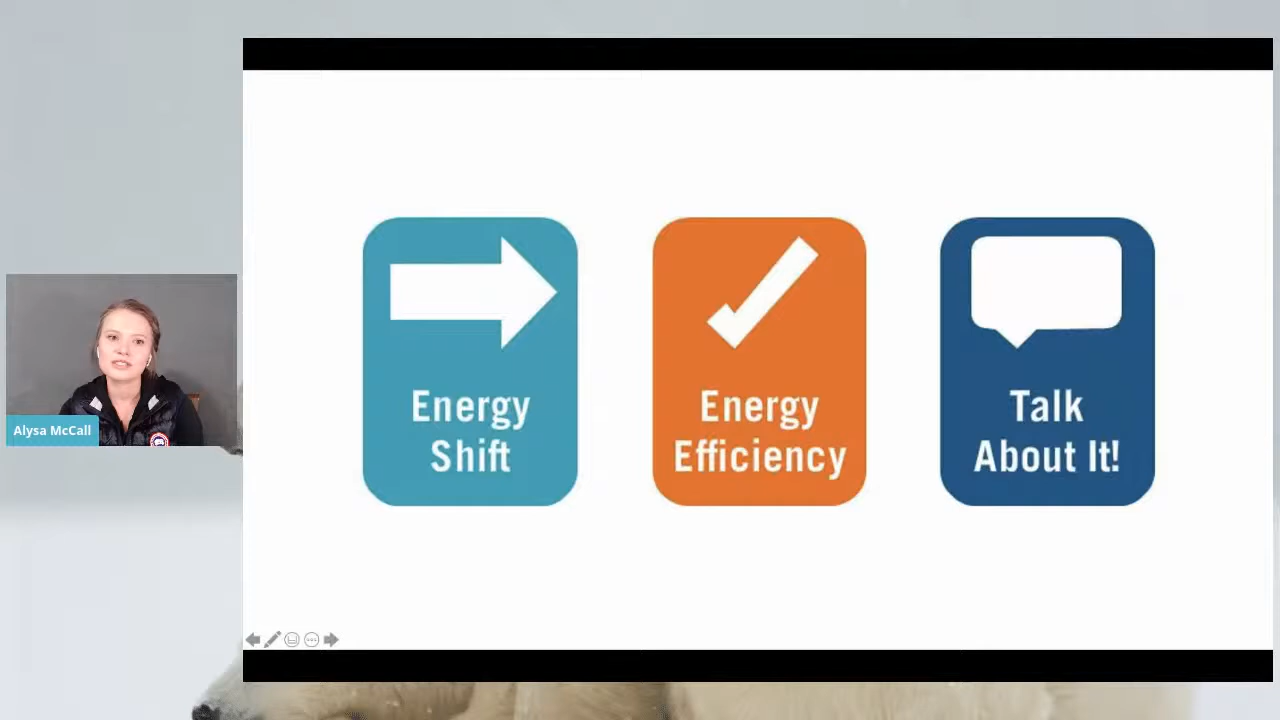 Alysa McCall
Energy
Shift
Energy
Efficiency
Talk
About It!